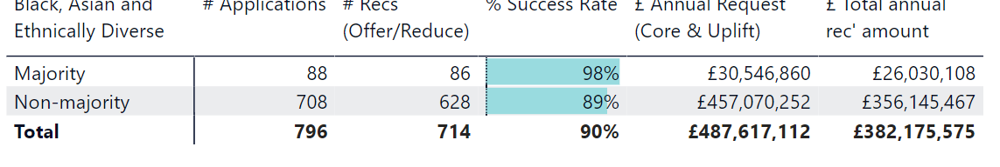 Black, Asian and # Applications # Recs % Success Rate £ Annual Request £ Total annual
Ethnically Diverse (Offer/Reduce) (Core & Uplift) rec' amount
Majority 88 86 98% £30,546,860 £26,030,108
Non-majority 708 628 89% £457,070,252 £356,145,467
Total 796 714 90% £487,617,112 £382,175,575